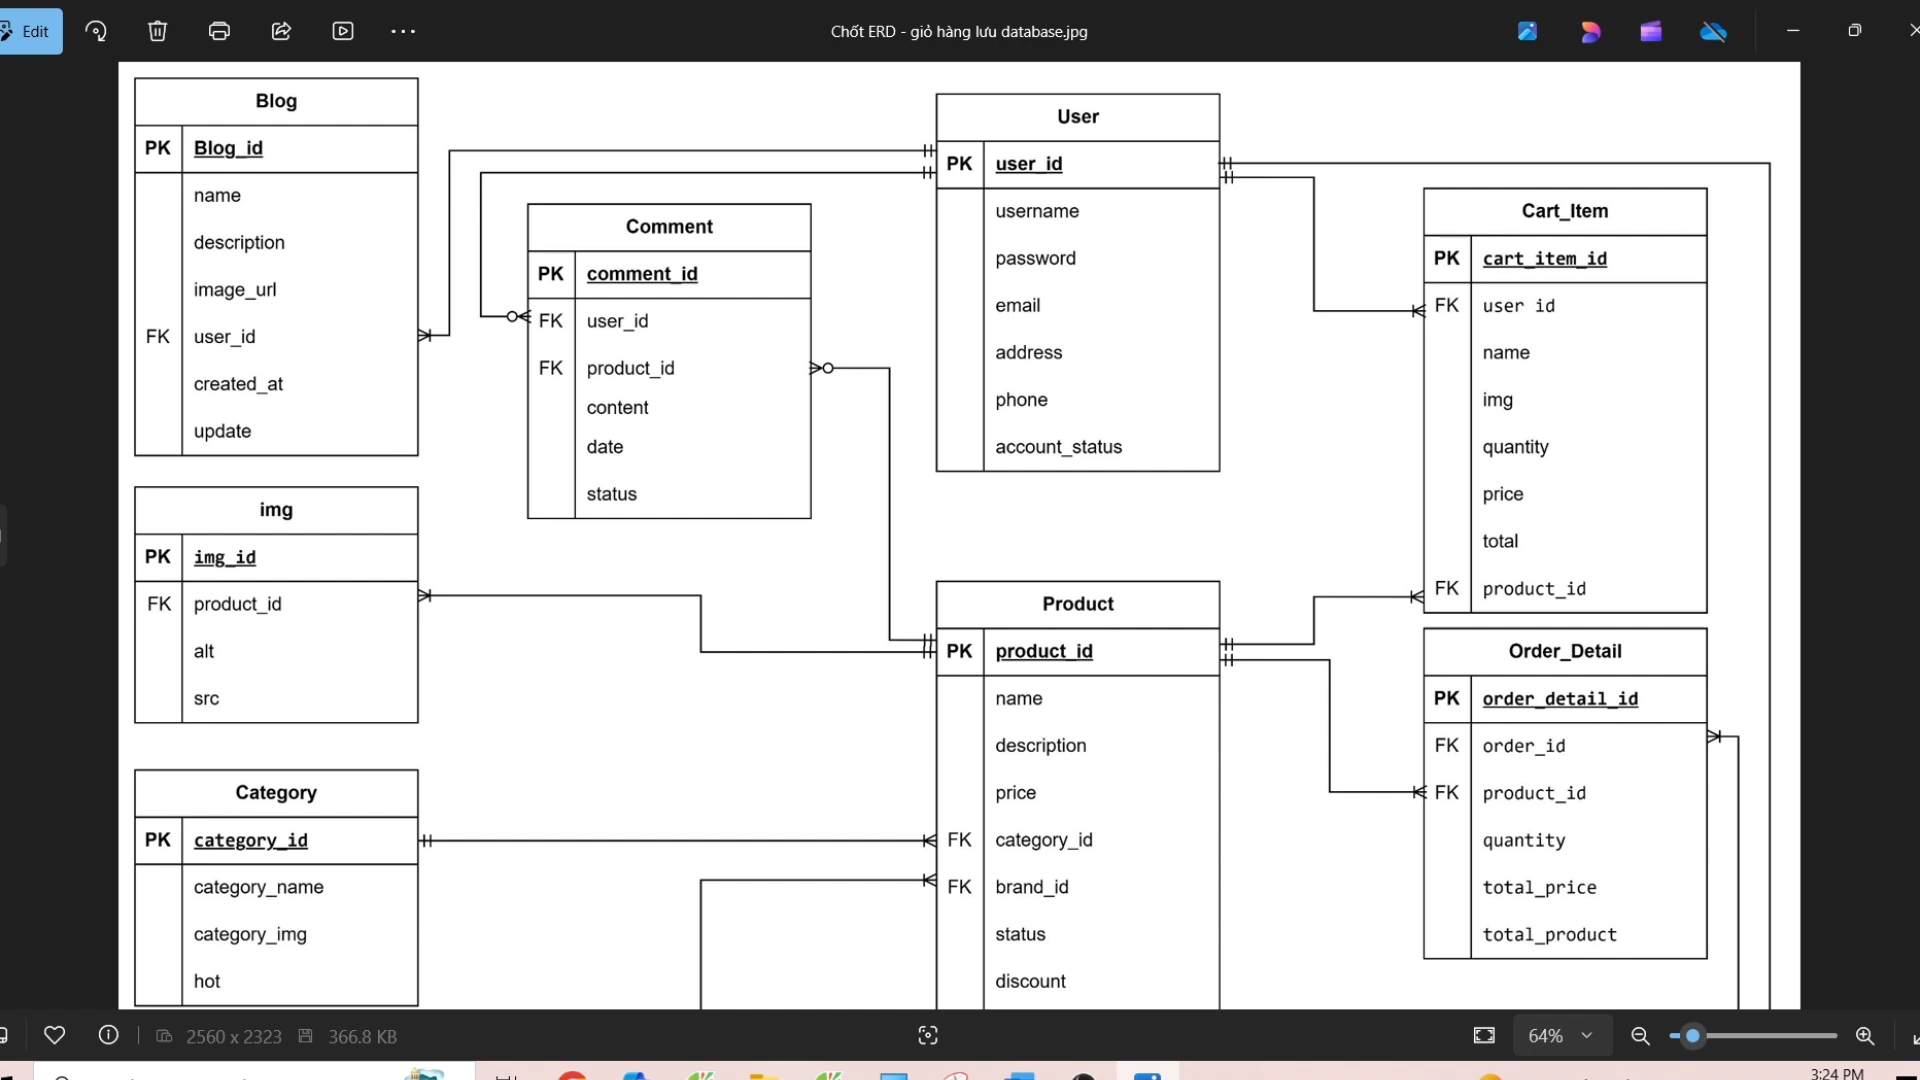 Edit
Chốt ERD - giỏ hàng lưu database.jpg
Blog
PK Blog_id
name
description
image_url
FK user_id
created_at
update
Comment
PK comment_id
FK user_id
FK product_id
content
date
status
User
PK user_id
username
password
email
address
phone
account_status
Cart_Item
PK cart_item_id
FK user id
name
img
quantity
price
total
FK product_id
img
PK img_id
FK product_id
alt
src
Product
PK product_id
name
description
price
FK category_id
FK brand_id
status
discount
Order_Detail
PK order_detail_id
FK order_id
FK product_id
quantity
total_price
total_product
Category
PK category_id
category_name
category_img
hot
2560 x 2323
366.8 KB
64%
3:24 PM